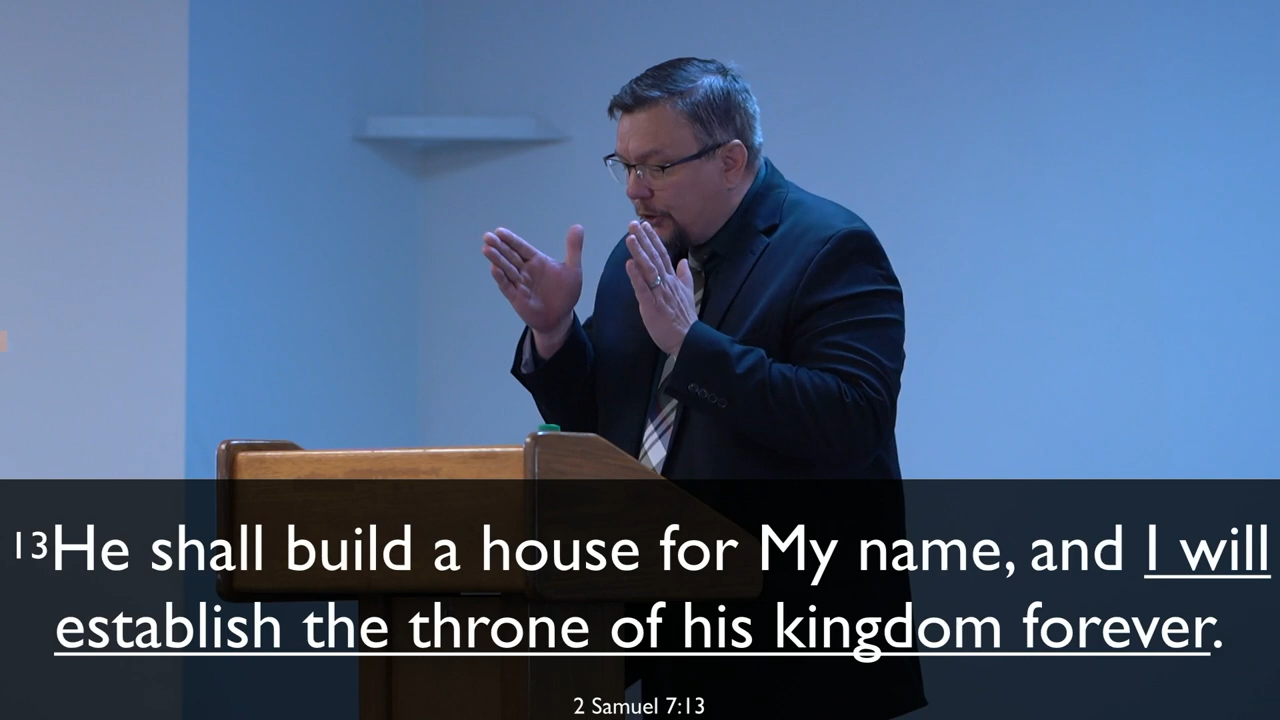 13He shall build a house for My name, and I will
establish the throne of his kingdom forever.
2 Samuel 7:13